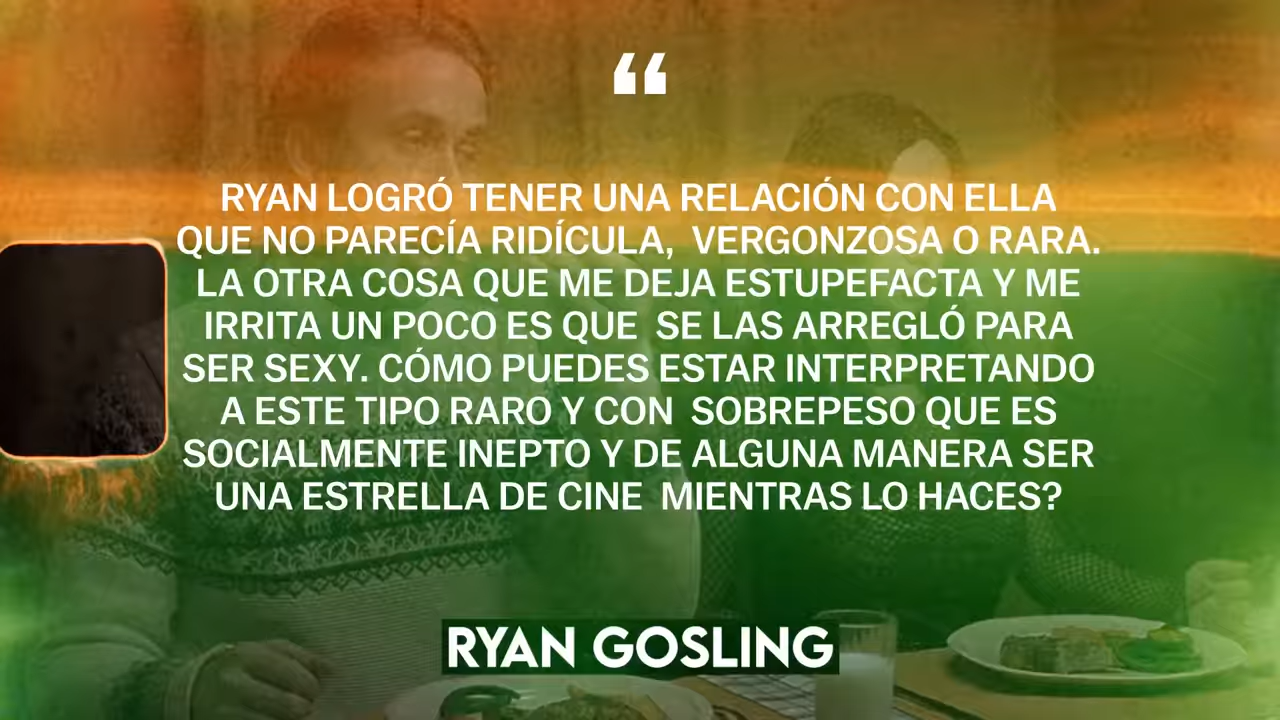 “
RYAN LOGRÓ TENER UNA RELACIÓN CON ELLA
QUE NO PARECÍA RIDÍCULA,  VERGONZOSA O RARA.
LA OTRA COSA QUE ME DEJA ESTUPEFACTA Y ME
IRRITA UN POCO ES QUE  SE LAS ARREGLÓ PARA
SER SEXY. CÓMO PUEDES ESTAR INTERPRETANDO
A ESTE TIPO RARO Y CON  SOBREPESO QUE ES
SOCIALMENTE INEPTO Y DE ALGUNA MANERA SER
UNA ESTRELLA DE CINE  MIENTRAS LO HACES?
RYAN GOSLING